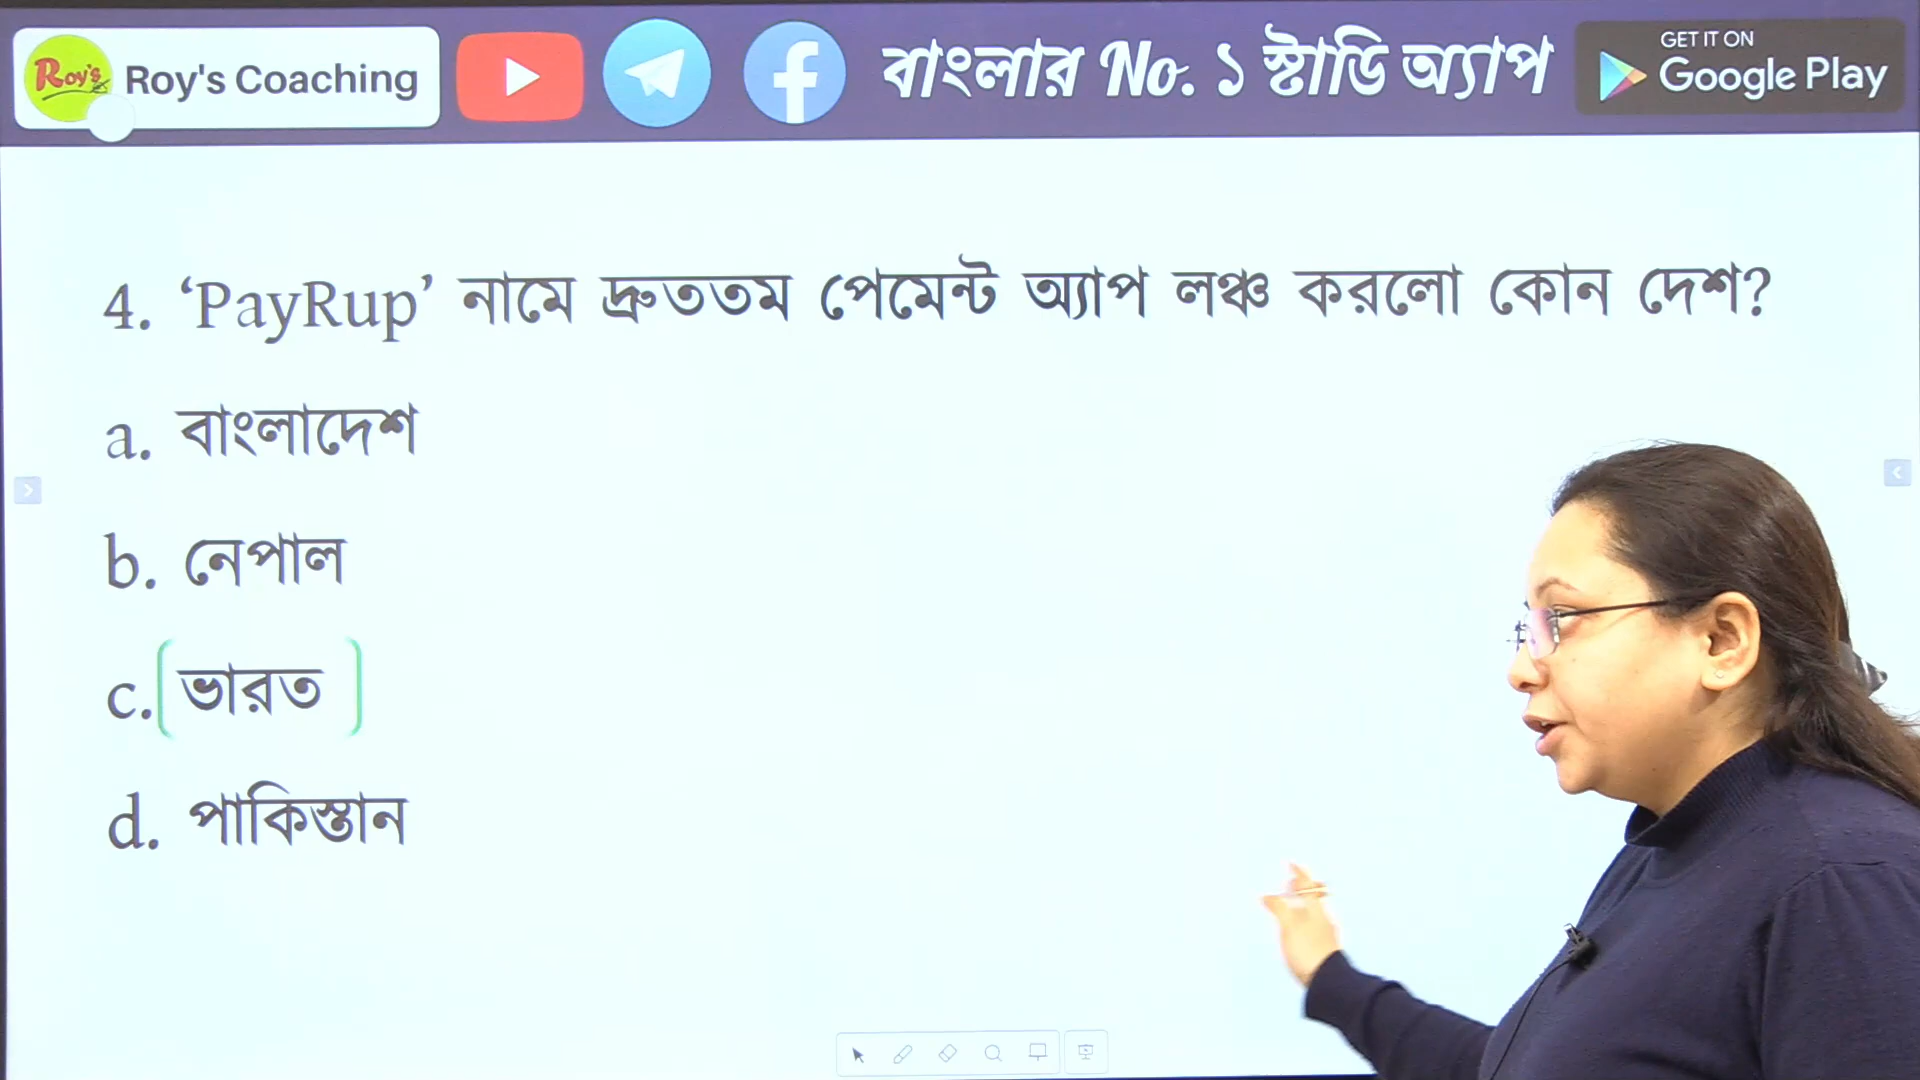 Roy's Roy's Coaching বাংলার No. ১ স্টাডি অ্যাপ GET IT ON Google Play
4. ‘PayRup’ নামে দ্রুততম পেমেন্ট অ্যাপ লঞ্চ করলো কোন দেশ?
a. বাংলাদেশ
b. নেপাল
c. ভারত
d. পাকিস্তান